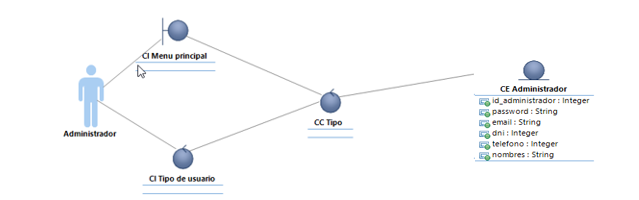 CI Menu principal
Administrador
CI Tipo de usuario
CC Tipo
CE Administrador
id_administrador : Integer
password : String
email : String
dni : Integer
telefono : Integer
nombres : String